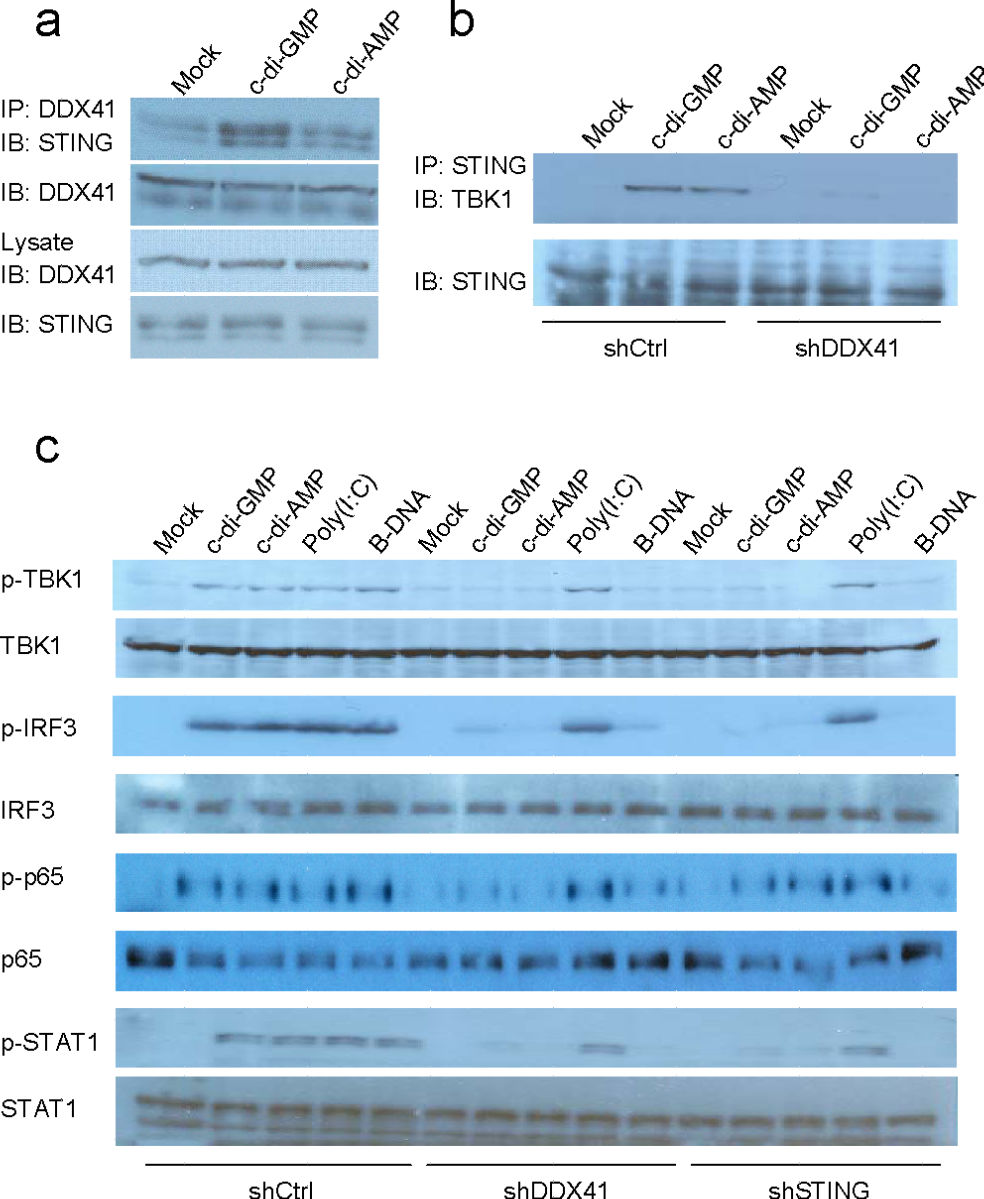 a
Mock
c-di-GMP
c-di-AMP
IP: DDX41
IB: STING
IB: DDX41
Lysate
IB: DDX41
IB: STING
b
Mock
c-di-GMP
c-di-AMP
Mock
c-di-GMP
c-di-AMP
IP: STING
IB: TBK1
IB: STING
shCtrl
shDDX41
c
Mock
c-di-GMP
c-di-AMP
Poly(I:C)
B-DNA
Mock
c-di-GMP
c-di-AMP
Poly(I:C)
B-DNA
Mock
c-di-GMP
c-di-AMP
Poly(I:C)
B-DNA
p-TBK1
TBK1
p-IRF3
IRF3
p-p65
p65
p-STAT1
STAT1
shCtrl
shDDX41
shSTING